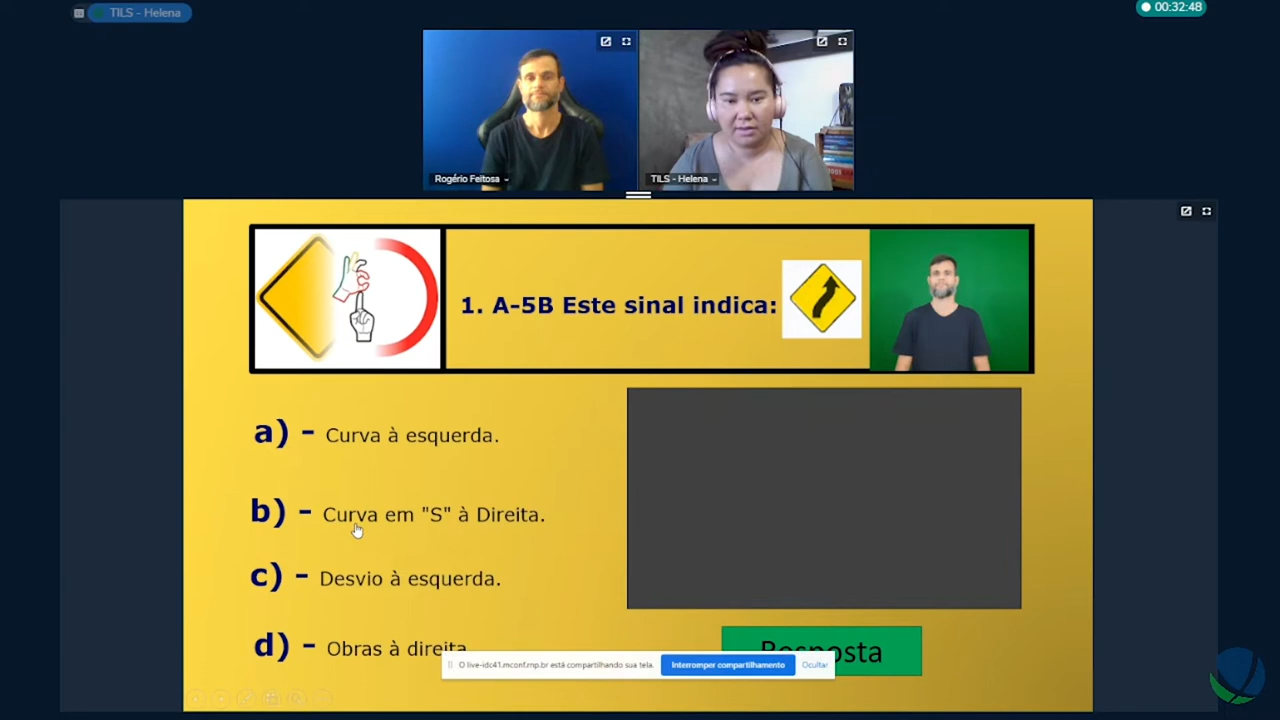 TILS - Helena
00:32:48
Rogério Feitosa
TILS - Helena
1. A-5B Este sinal indica:
a) - Curva à esquerda.
b) - Curva em "S" à Direita.
c) - Desvio à esquerda.
d) - Obras à direita
Resposta
O live-idc41.mconf.rnp.br está compartilhando sua tela.
Interromper compartilhamento
Ocultar